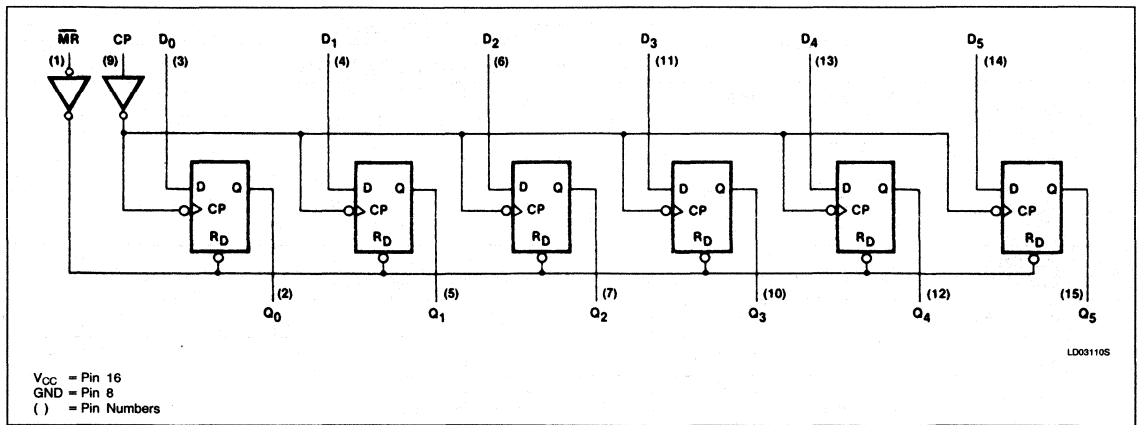 M̅R̅ CP D0 D1 D2 D3 D4 D5
(1) (9) (3) (4) (6) (11) (13) (14)
D Q D Q D Q D Q D Q D Q
CP CP CP CP CP CP
RD RD RD RD RD RD
(2) (5) (7) (10) (12) (15)
Q0 Q1 Q2 Q3 Q4 Q5
LD03110S
VCC = Pin 16
GND = Pin 8
( ) = Pin Numbers